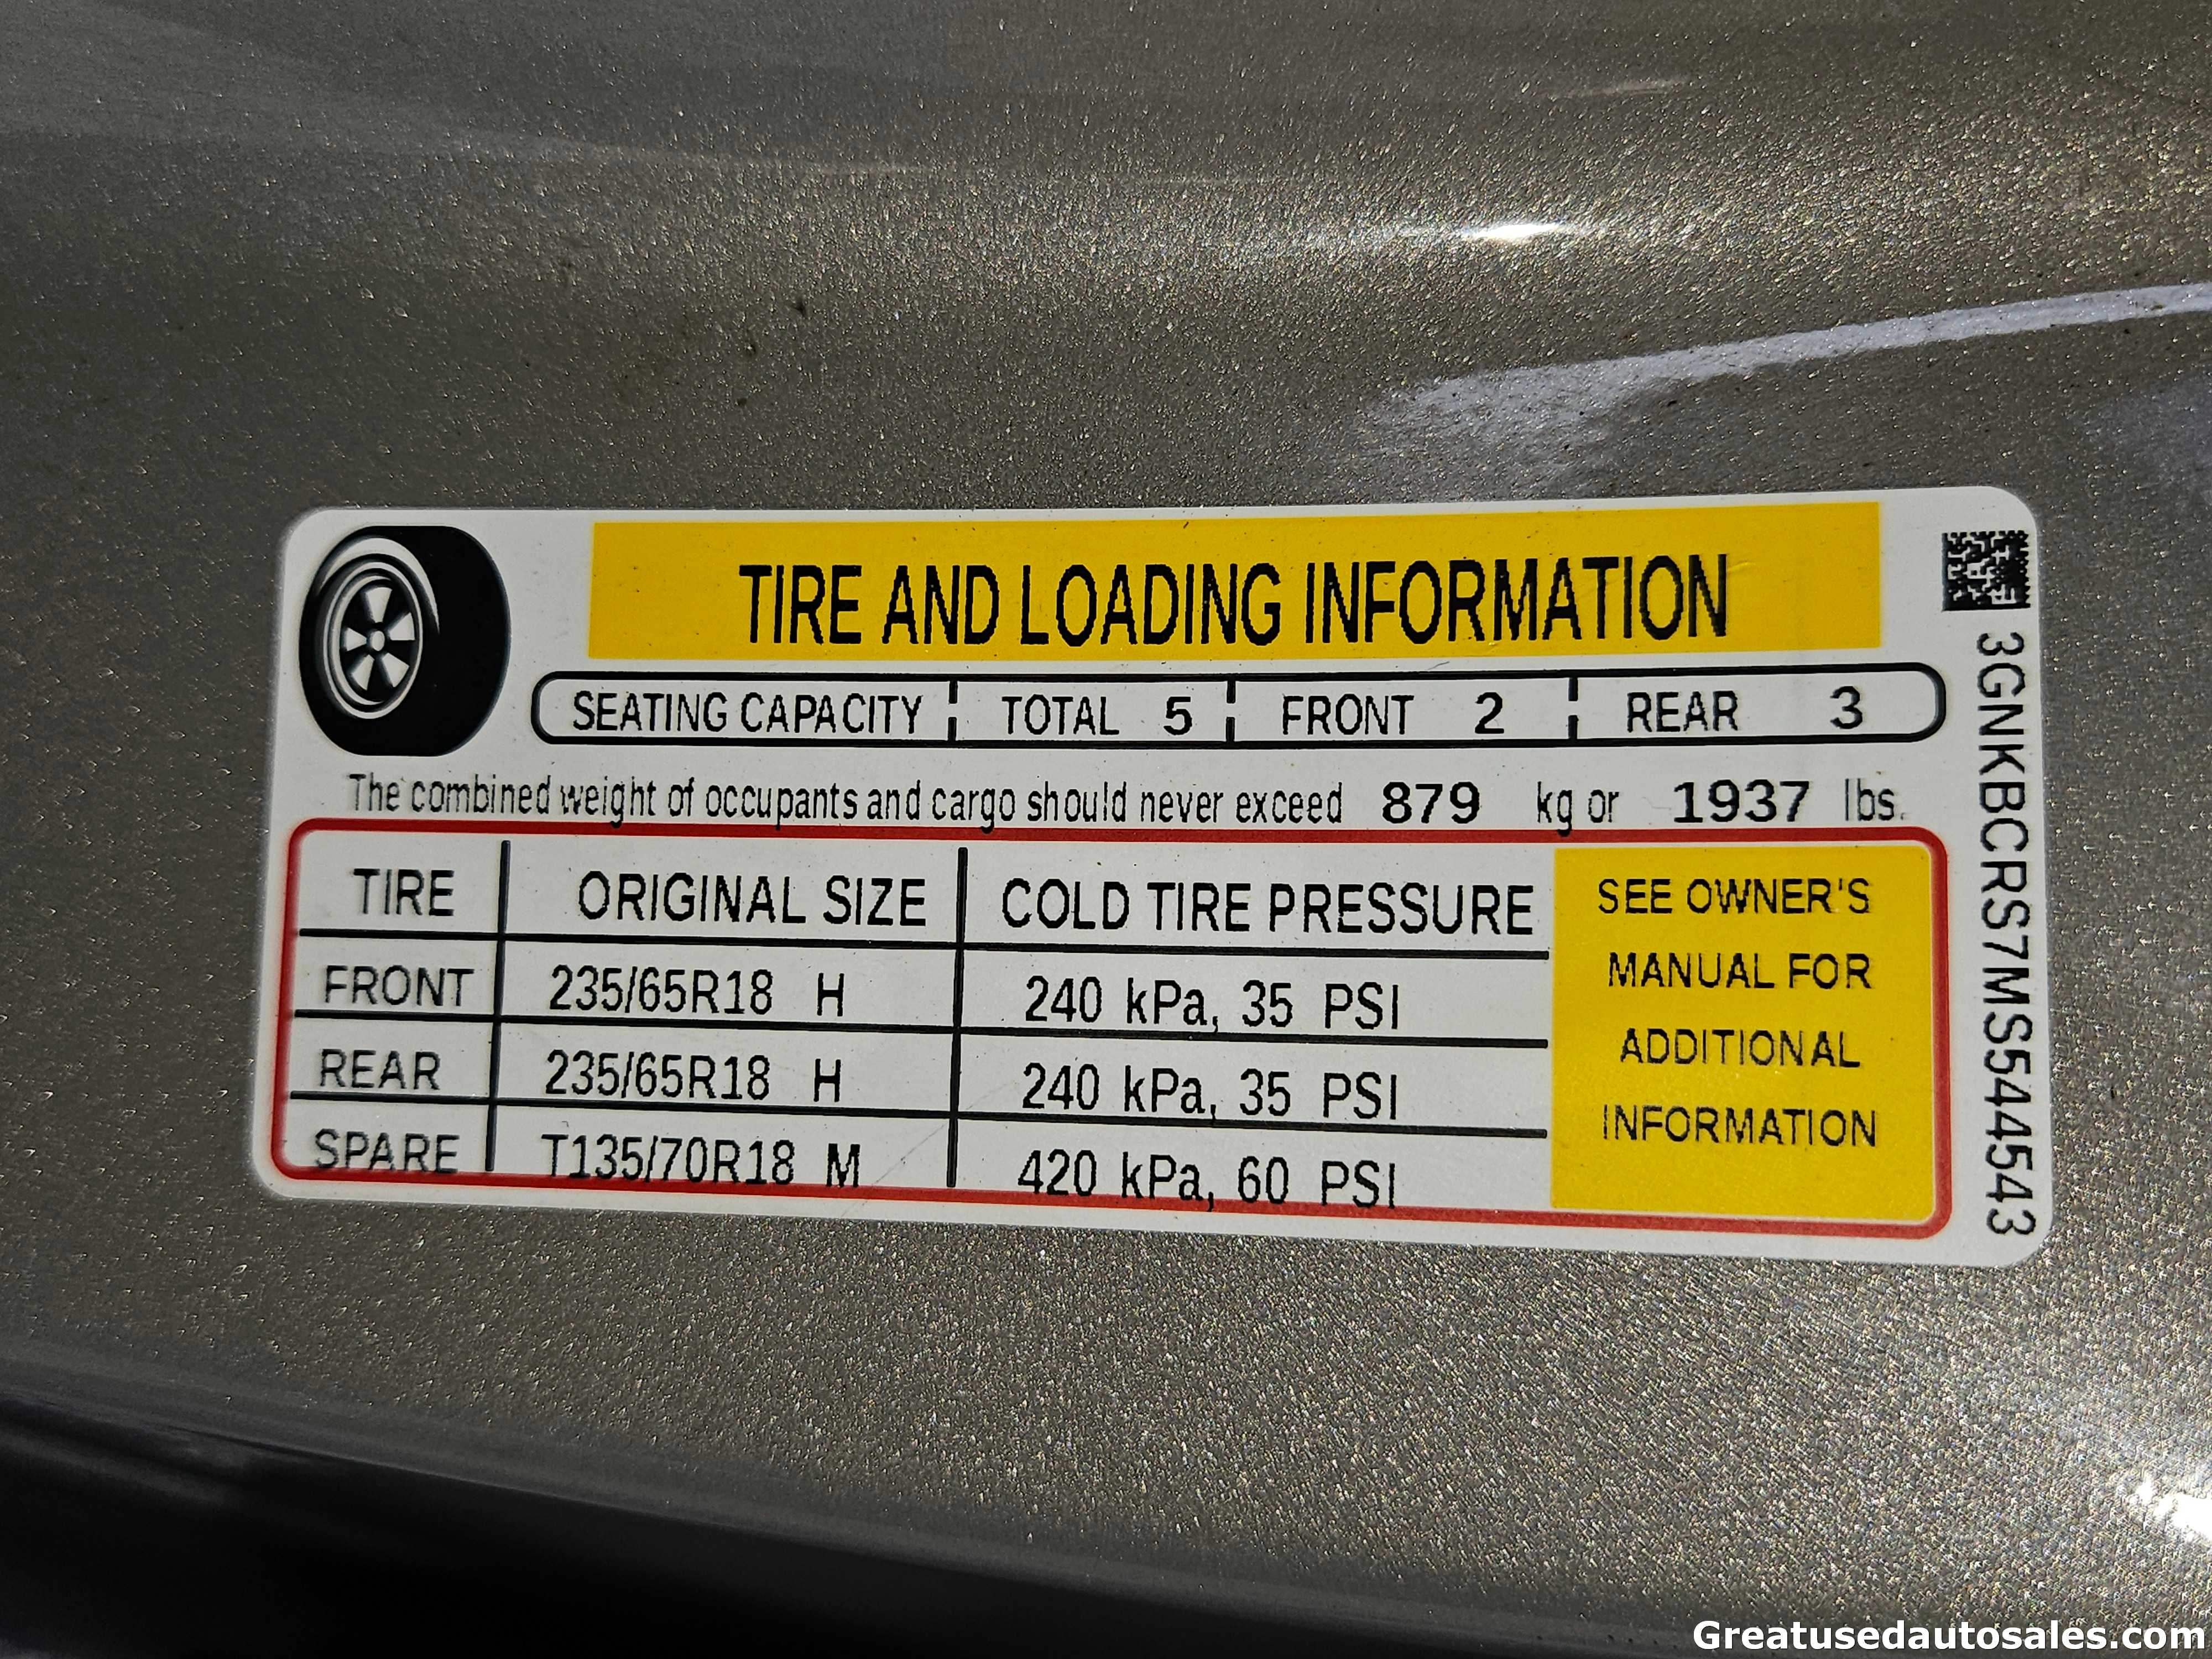 TIRE AND LOADING INFORMATION
SEATING CAPACITY TOTAL 5 FRONT 2 REAR 3
The combined weight of occupants and cargo should never exceed 879 kg or 1937 lbs.
TIRE ORIGINAL SIZE COLD TIRE PRESSURE
FRONT 235/65R18 H 240 kPa, 35 PSI
REAR 235/65R18 H 240 kPa, 35 PSI
SPARE T135/70R18 M 420 kPa, 60 PSI
SEE OWNER'S
MANUAL FOR
ADDITIONAL
INFORMATION
3GNKBCRS7MS544543
Greatusedautosales.com